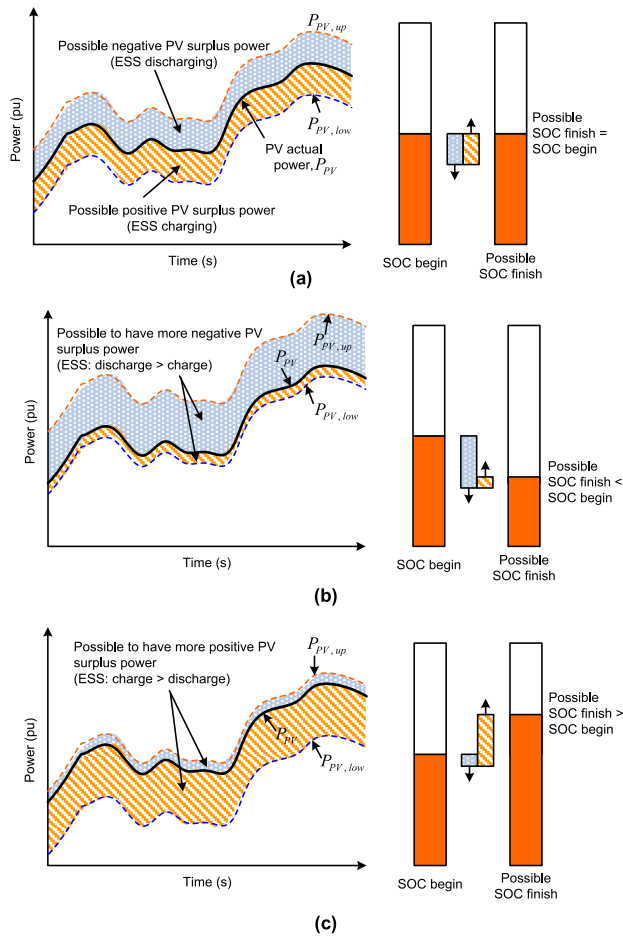 Possible negative PV surplus power
(ESS discharging)
P_PV, up
P_PV, low
PV actual
power, P_PV
Possible positive PV surplus power
(ESS charging)
Power (pu)
Time (s)
Possible
SOC finish =
SOC begin
SOC begin
Possible
SOC finish
(a)
Possible to have more negative PV
surplus power
(ESS: discharge > charge)
P_PV
P_PV, up
P_PV, low
Power (pu)
Time (s)
Possible
SOC finish <
SOC begin
SOC begin
Possible
SOC finish
(b)
Possible to have more positive PV
surplus power
(ESS: charge > discharge)
P_PV, up
P_PV
P_PV, low
Power (pu)
Time (s)
Possible
SOC finish >
SOC begin
SOC begin
Possible
SOC finish
(c)